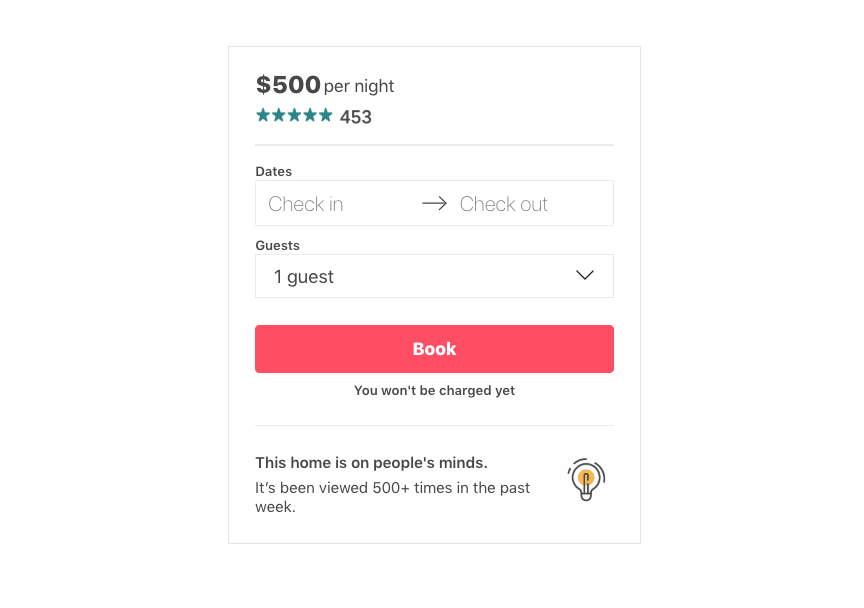 $500 per night
453
Dates
Check in → Check out
Guests
1 guest
Book
You won't be charged yet
This home is on people's minds.
It’s been viewed 500+ times in the past
week.